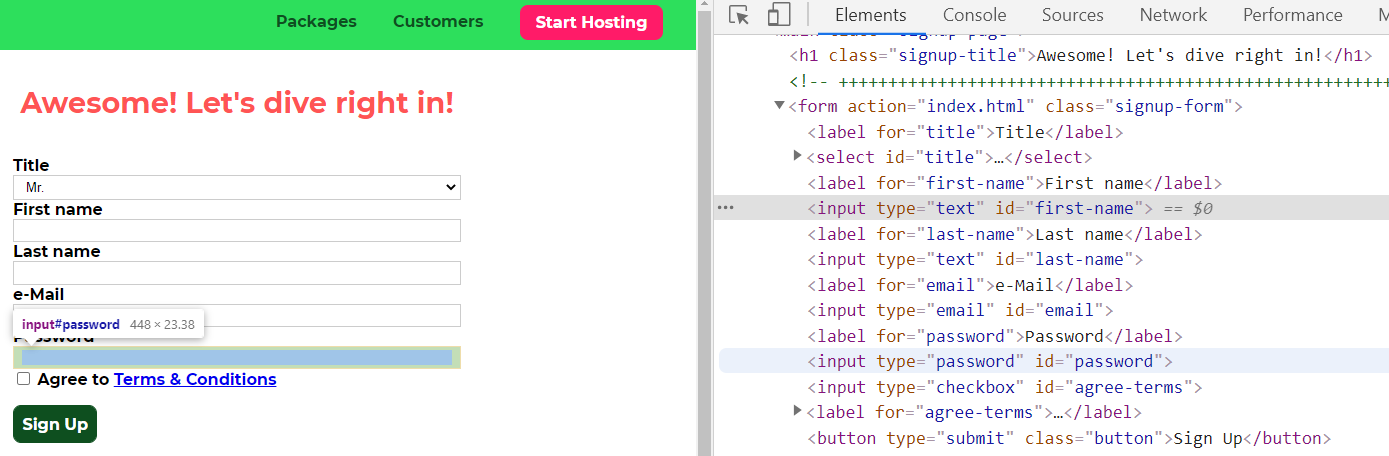 Packages Customers Start Hosting
Awesome! Let's dive right in!
Title
Mr.
First name
Last name
e-Mail
input#password 448 × 23.38
Password
Agree to Terms & Conditions
Sign Up
Elements Console Sources Network Performance M
<h1 class="signup-title">Awesome! Let's dive right in!</h1>
<!-- ++++++++++++++++++++++++++++++++++++++++++++++++++++++++
<form action="index.html" class="signup-form">
<label for="title">Title</label>
<select id="title">…</select>
<label for="first-name">First name</label>
<input type="text" id="first-name"> == $0
<label for="last-name">Last name</label>
<input type="text" id="last-name">
<label for="email">e-Mail</label>
<input type="email" id="email">
<label for="password">Password</label>
<input type="password" id="password">
<input type="checkbox" id="agree-terms">
<label for="agree-terms">…</label>
<button type="submit" class="button">Sign Up</button>